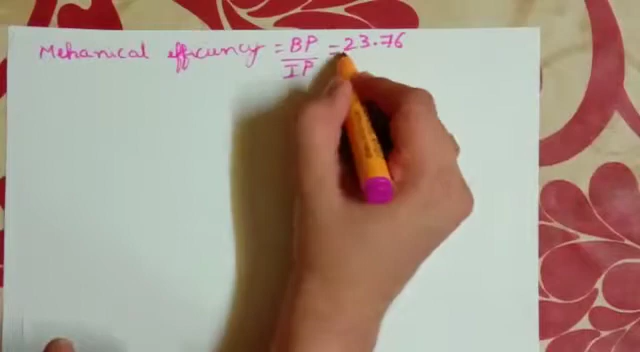 Mehanical efficuncy = BP = 23.76
IP